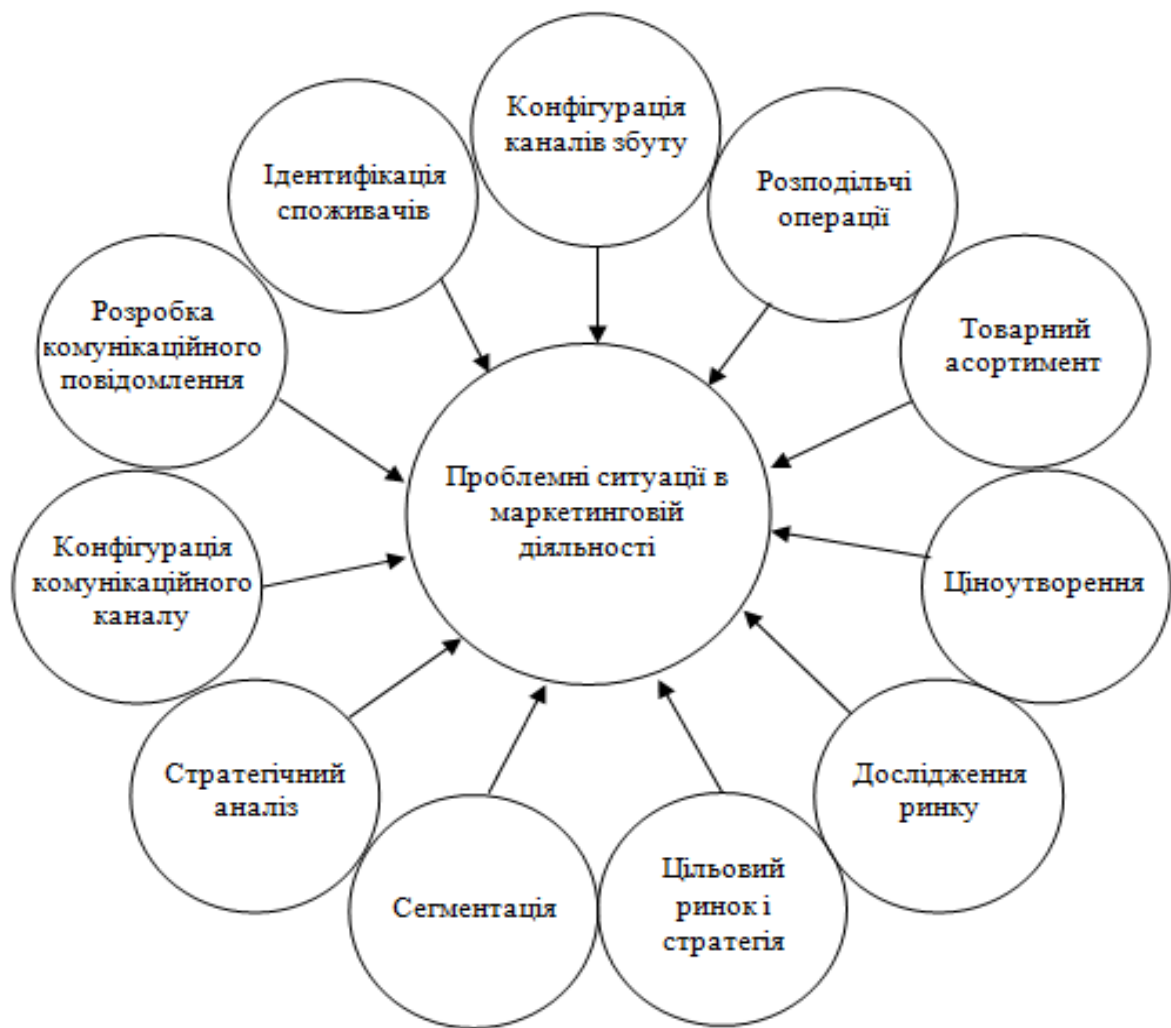 Конфігурація
каналів збуту
Ідентифікація
споживачів
Розподільчі
операції
Розробка
комунікаційного
повідомлення
Товарний
асортимент
Проблемні ситуації в
маркетинговій
діяльності
Конфігурація
комунікаційного
каналу
Ціноутворення
Стратегічний
аналіз
Дослідження
ринку
Сегментація
Цільовий
ринок і
стратегія